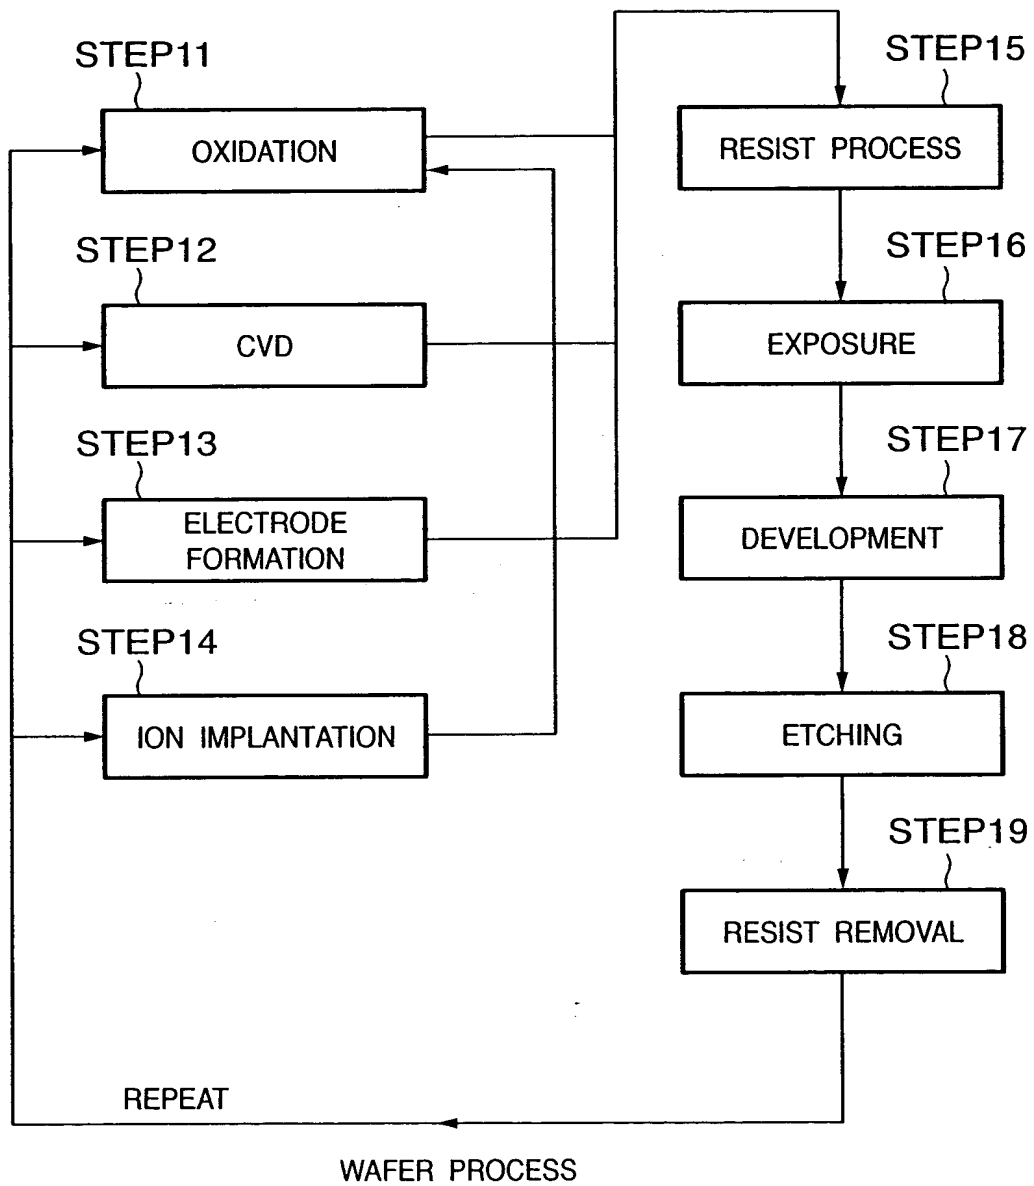 STEP11
OXIDATION
STEP12
CVD
STEP13
ELECTRODE
FORMATION
STEP14
ION IMPLANTATION
STEP15
RESIST PROCESS
STEP16
EXPOSURE
STEP17
DEVELOPMENT
STEP18
ETCHING
STEP19
RESIST REMOVAL
REPEAT
WAFER PROCESS